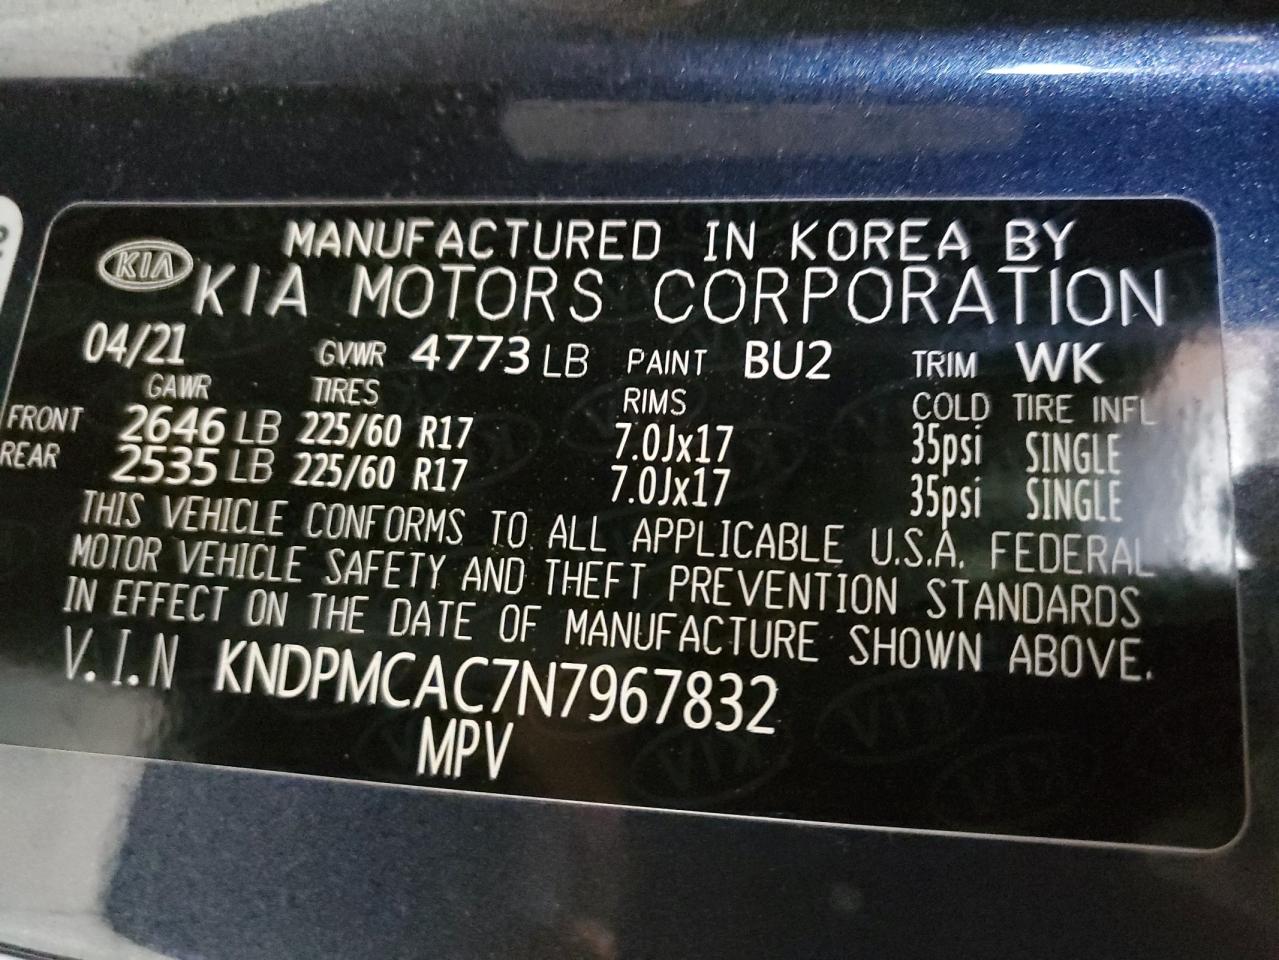 MANUFACTURED IN KOREA BY
KIA KIA MOTORS CORPORATION
04/21 GVWR 4773 LB PAINT BU2 TRIM WK
GAWR TIRES RIMS COLD TIRE INFL
FRONT 2646 LB 225/60 R17 7.0Jx17 35psi SINGLE
REAR 2535 LB 225/60 R17 7.0Jx17 35psi SINGLE
THIS VEHICLE CONFORMS TO ALL APPLICABLE U.S.A. FEDERAL
MOTOR VEHICLE SAFETY AND THEFT PREVENTION STANDARDS
IN EFFECT ON THE DATE OF MANUFACTURE SHOWN ABOVE.
V.I.N KNDPMCAC7N7967832
MPV